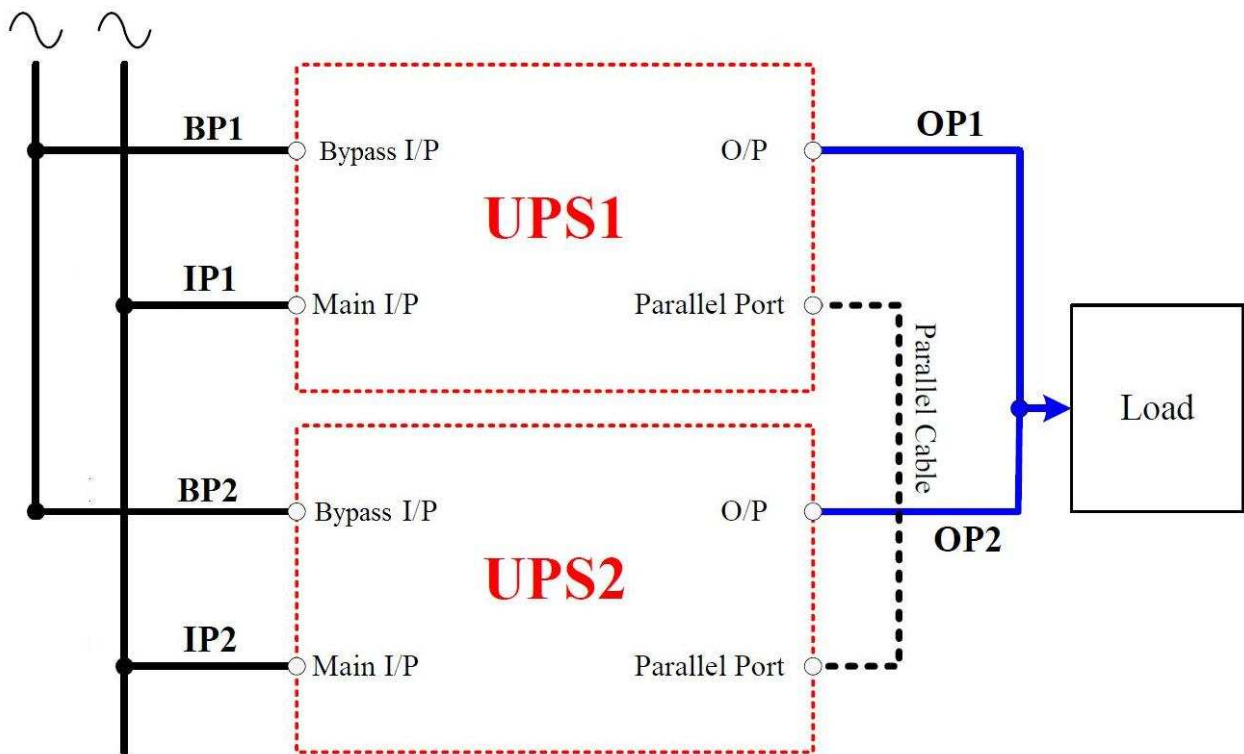 BP1
OP1
Bypass I/P
O/P
UPS1
IP1
Main I/P
Parallel Port
Parallel Cable
Load
BP2
Bypass I/P
O/P
OP2
UPS2
IP2
Main I/P
Parallel Port